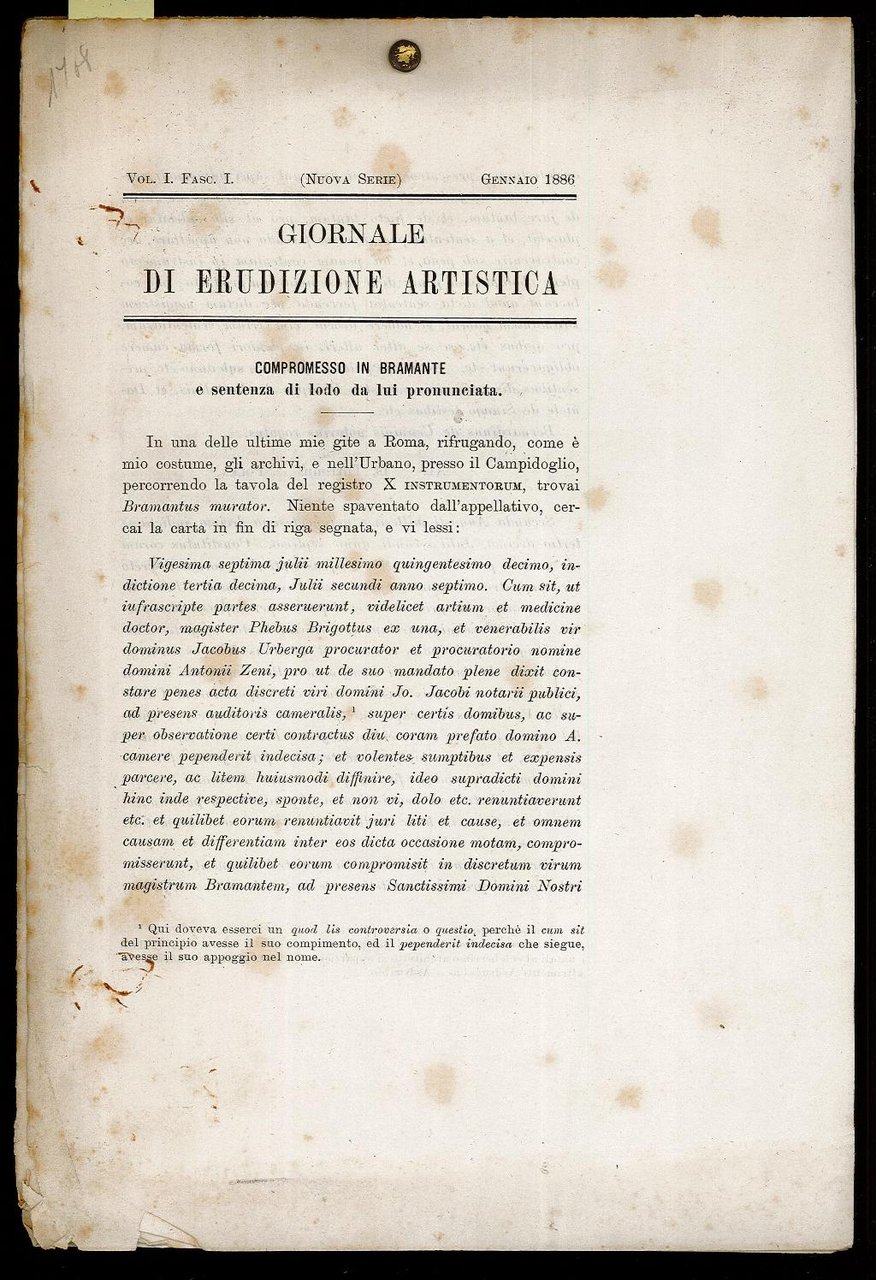 1708
VOL. I. FASC. I. (NUOVA SERIE) GENNAIO 1886
GIORNALE
DI ERUDIZIONE ARTISTICA
COMPROMESSO IN BRAMANTE
e sentenza di lodo da lui pronunciata.
In una delle ultime mie gite a Roma, rifrugando, come è
mio costume, gli archivi, e nell'Urbano, presso il Campidoglio,
percorrendo la tavola del registro X INSTRUMENTORUM, trovai
Bramantus murator. Niente spaventato dall'appellativo, cer-
cai la carta in fin di riga segnata, e vi lessi:
Vigesima septima julii millesimo quingentesimo decimo, in-
dictione tertia decima, Julii secundi anno septimo. Cum sit, ut
iufrascripte partes asseruerunt, videlicet artium et medicine
doctor, magister Phebus Brigottus ex una, et venerabilis vir
dominus Jacobus Urberga procurator et procuratorio nomine
domini Antonii Zeni, pro ut de suo mandato plene dixit con-
stare penes acta discreti viri domini Jo. Jacobi notarii publici,
ad presens auditoris cameralis, ¹ super certis domibus, ac su-
per observatione certi contractus diu coram prefato domino A.
camere pependerit indecisa; et volentes sumptibus et expensis
parcere, ac litem huiusmodi diffinire, ideo supradicti domini
hinc inde respective, sponte, et non vi, dolo etc. renuntiaverunt
etc. et quilibet eorum renuntiavit juri liti et cause, et omnem
causam et differentiam inter eos dicta occasione motam, compro-
misserunt, et quilibet eorum compromisit in discretum virum
magistrum Bramantem, ad presens Sanctissimi Domini Nostri
¹ Qui doveva esserci un quod lis controversia o questio, perchè il cum sit
del principio avesse il suo compimento, ed il pependerit indecisa che siegue,
avesse il suo appoggio nel nome.